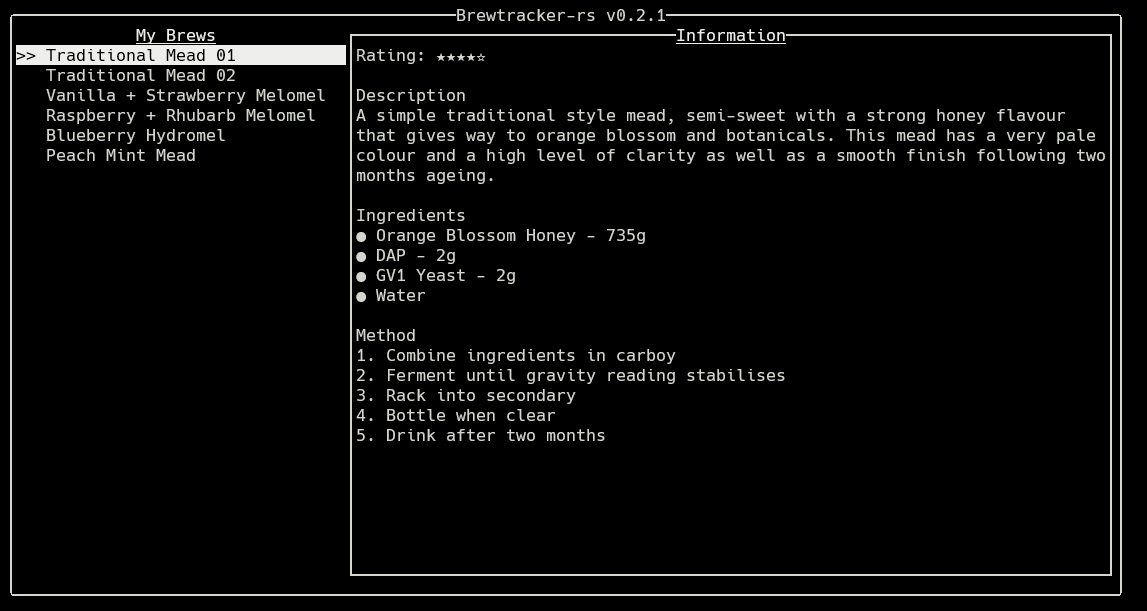 Brewtracker-rs v0.2.1
My Brews
>> Traditional Mead 01
Traditional Mead 02
Vanilla + Strawberry Melomel
Raspberry + Rhubarb Melomel
Blueberry Hydromel
Peach Mint Mead
Information
Rating: ★★★★☆
Description
A simple traditional style mead, semi-sweet with a strong honey flavour
that gives way to orange blossom and botanicals. This mead has a very pale
colour and a high level of clarity as well as a smooth finish following two
months ageing.
Ingredients
● Orange Blossom Honey - 735g
● DAP - 2g
● GV1 Yeast - 2g
● Water
Method
1. Combine ingredients in carboy
2. Ferment until gravity reading stabilises
3. Rack into secondary
4. Bottle when clear
5. Drink after two months